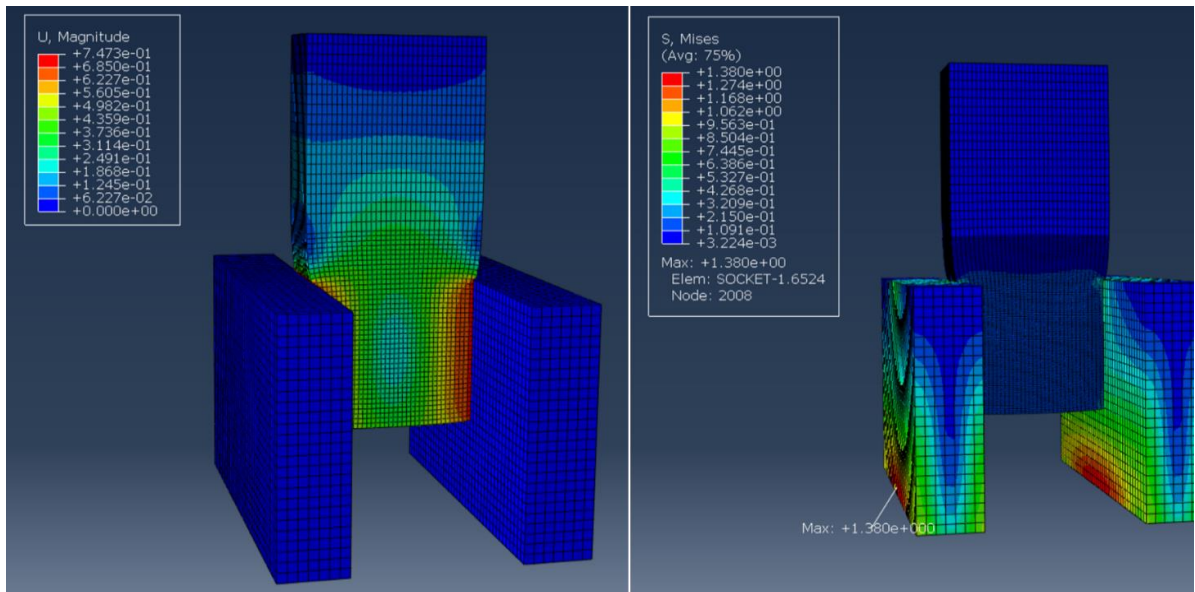 U, Magnitude
+7.473e-01
+6.850e-01
+6.227e-01
+5.605e-01
+4.982e-01
+4.359e-01
+3.736e-01
+3.114e-01
+2.491e-01
+1.868e-01
+1.245e-01
+6.227e-02
+0.000e+00
S, Mises
(Avg: 75%)
+1.380e+00
+1.274e+00
+1.168e+00
+1.062e+00
+9.563e-01
+8.504e-01
+7.445e-01
+6.386e-01
+5.327e-01
+4.268e-01
+3.209e-01
+2.150e-01
+1.091e-01
+3.224e-03
Max: +1.380e+00
Elem: SOCKET-1.6524
Node: 2008
Max: +1.380e+000